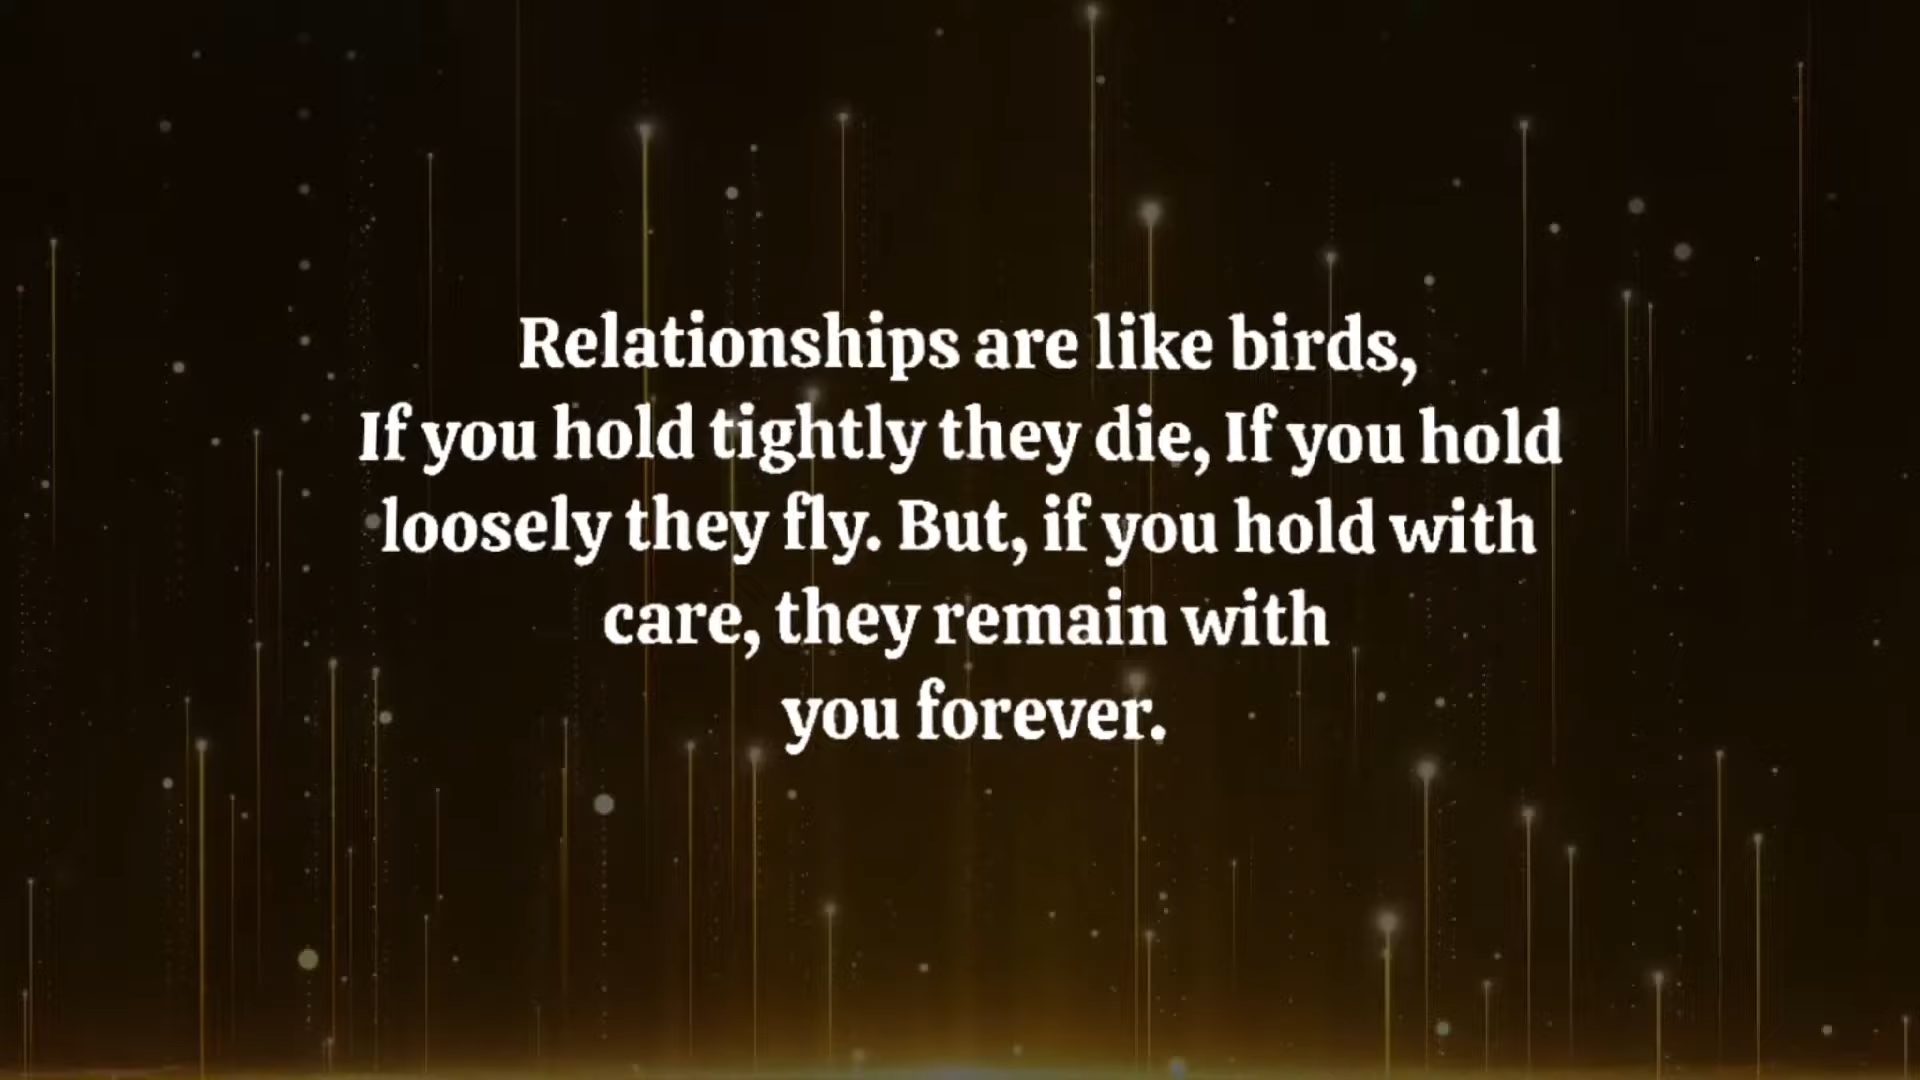 Relationships are like birds,
If you hold tightly they die, If you hold
loosely they fly. But, if you hold with
care, they remain with
you forever.